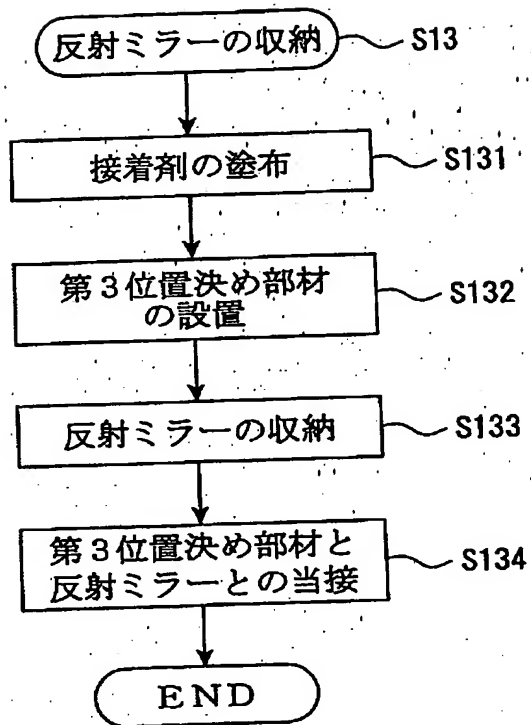 反射ミラーの収納
S13
接着剤の塗布
S131
第3位置決め部材
の設置
S132
反射ミラーの収納
S133
第3位置決め部材と
反射ミラーとの当接
S134
END